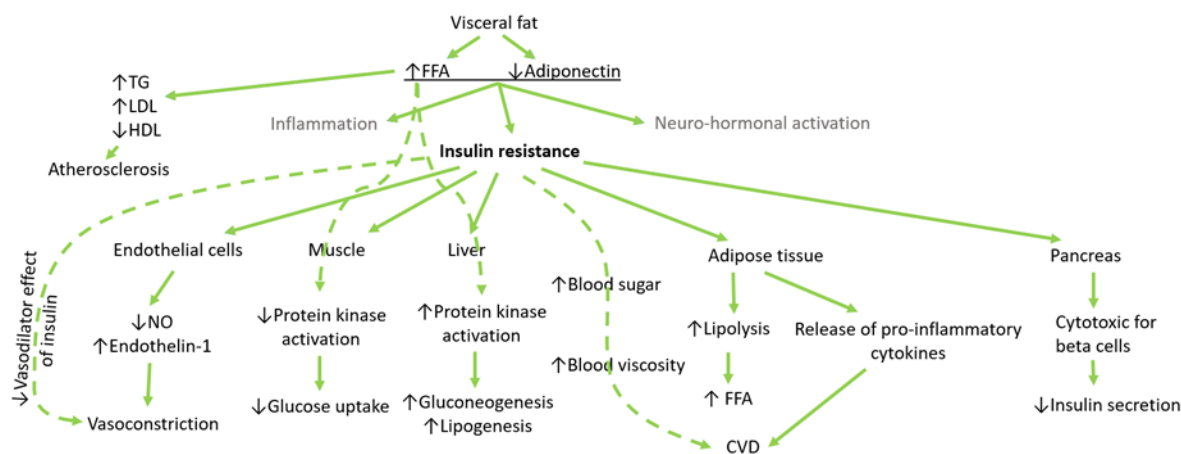 Visceral fat
↑FFA
↓Adiponectin
↑TG
↑LDL
↓HDL
Atherosclerosis
Inflammation
Neuro-hormonal activation
Insulin resistance
Endothelial cells
Muscle
Liver
Adipose tissue
Pancreas
↓Vasodilator effect
of insulin
↓NO
↑Endothelin-1
Vasoconstriction
↓Protein kinase
activation
↓Glucose uptake
↑Protein kinase
activation
↑Gluconeogenesis
↑Lipogenesis
↑Blood sugar
↑Blood viscosity
↑Lipolysis
↑ FFA
Release of pro-inflammatory
cytokines
CVD
Cytotoxic for
beta cells
↓Insulin secretion